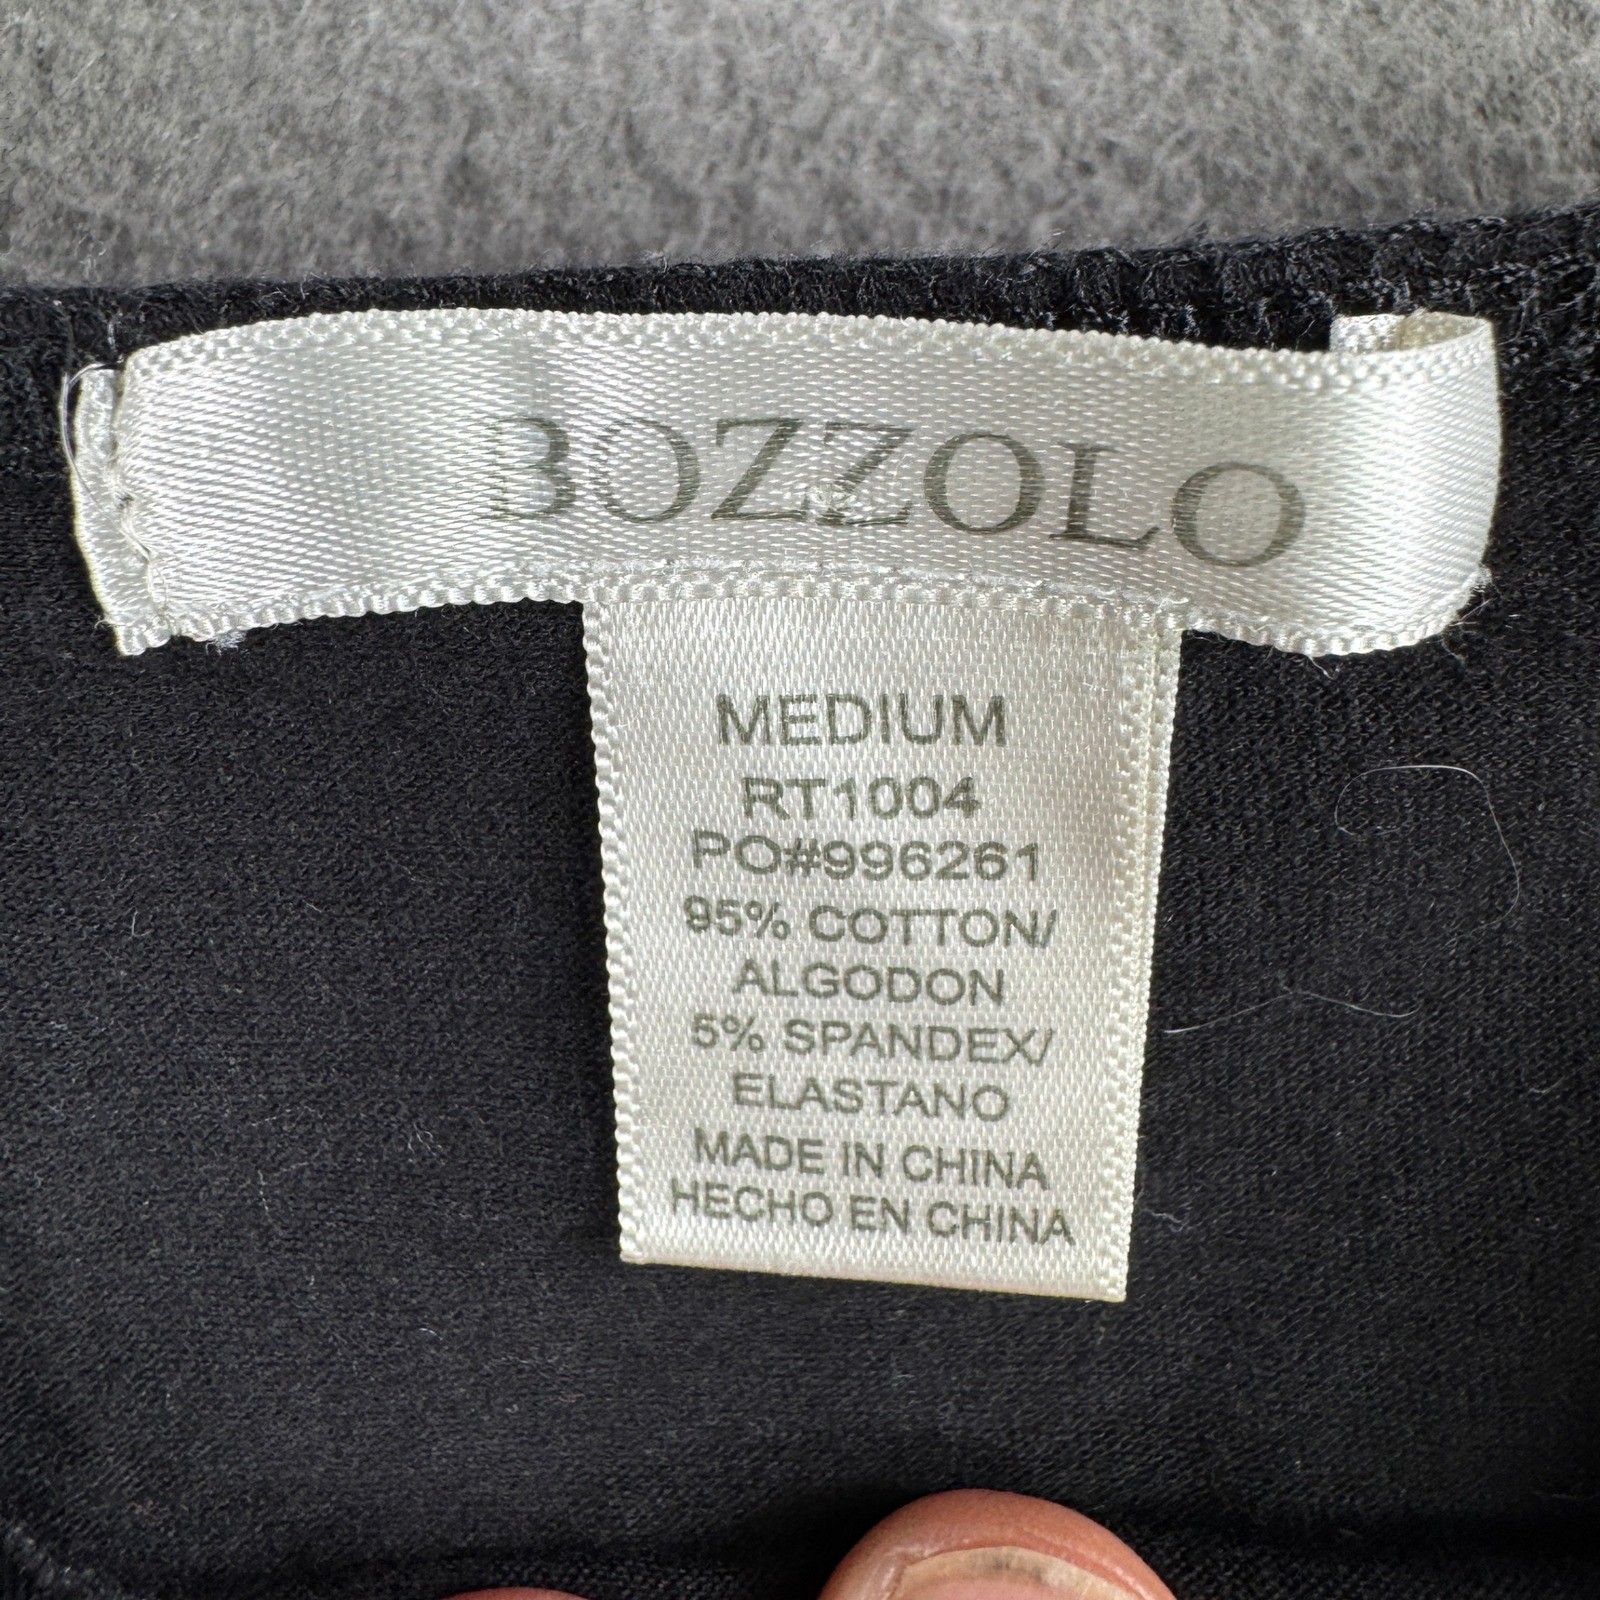 BOZZOLO
MEDIUM
RT1004
PO#996261
95% COTTON/
ALGODON
5% SPANDEX/
ELASTANO
MADE IN CHINA
HECHO EN CHINA